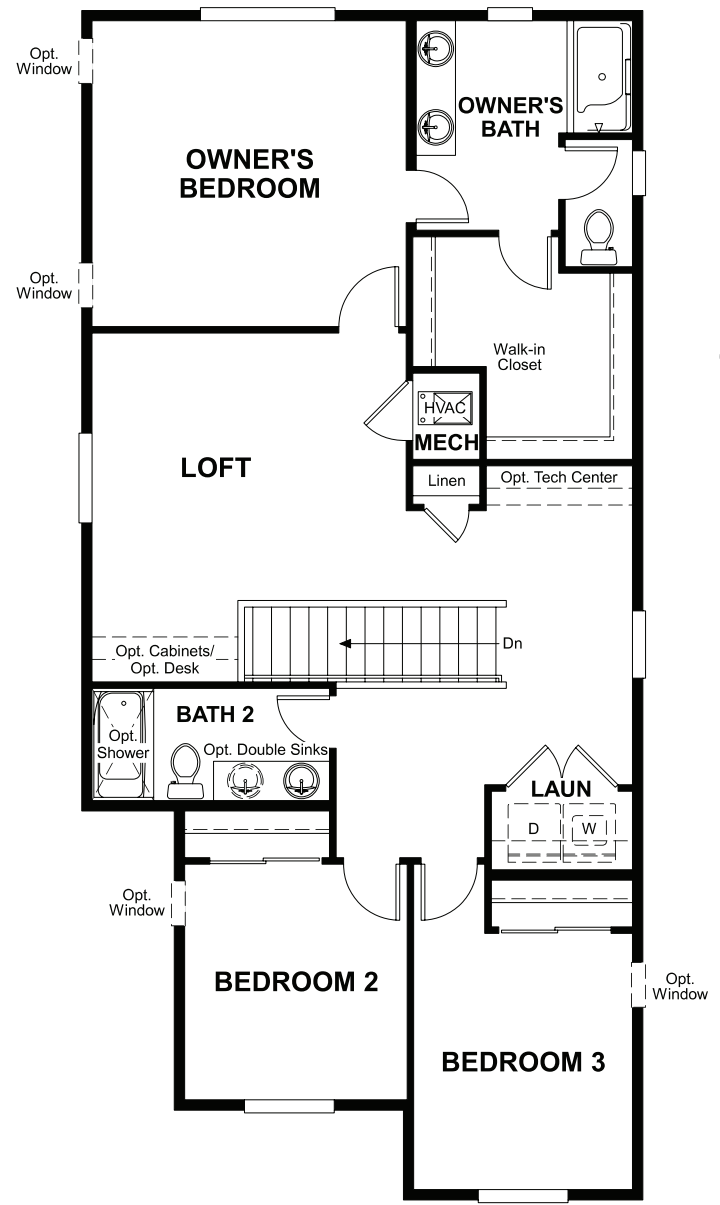 Opt.
Window
OWNER'S
BATH
OWNER'S
BEDROOM
Opt.
Window
Walk-in
Closet
HVAC
MECH
LOFT
Linen
Opt. Tech Center
Dn
Opt. Cabinets/
Opt. Desk
BATH 2
Opt.
Shower
Opt. Double Sinks
LAUN
D
W
Opt.
Window
BEDROOM 2
Opt.
Window
BEDROOM 3